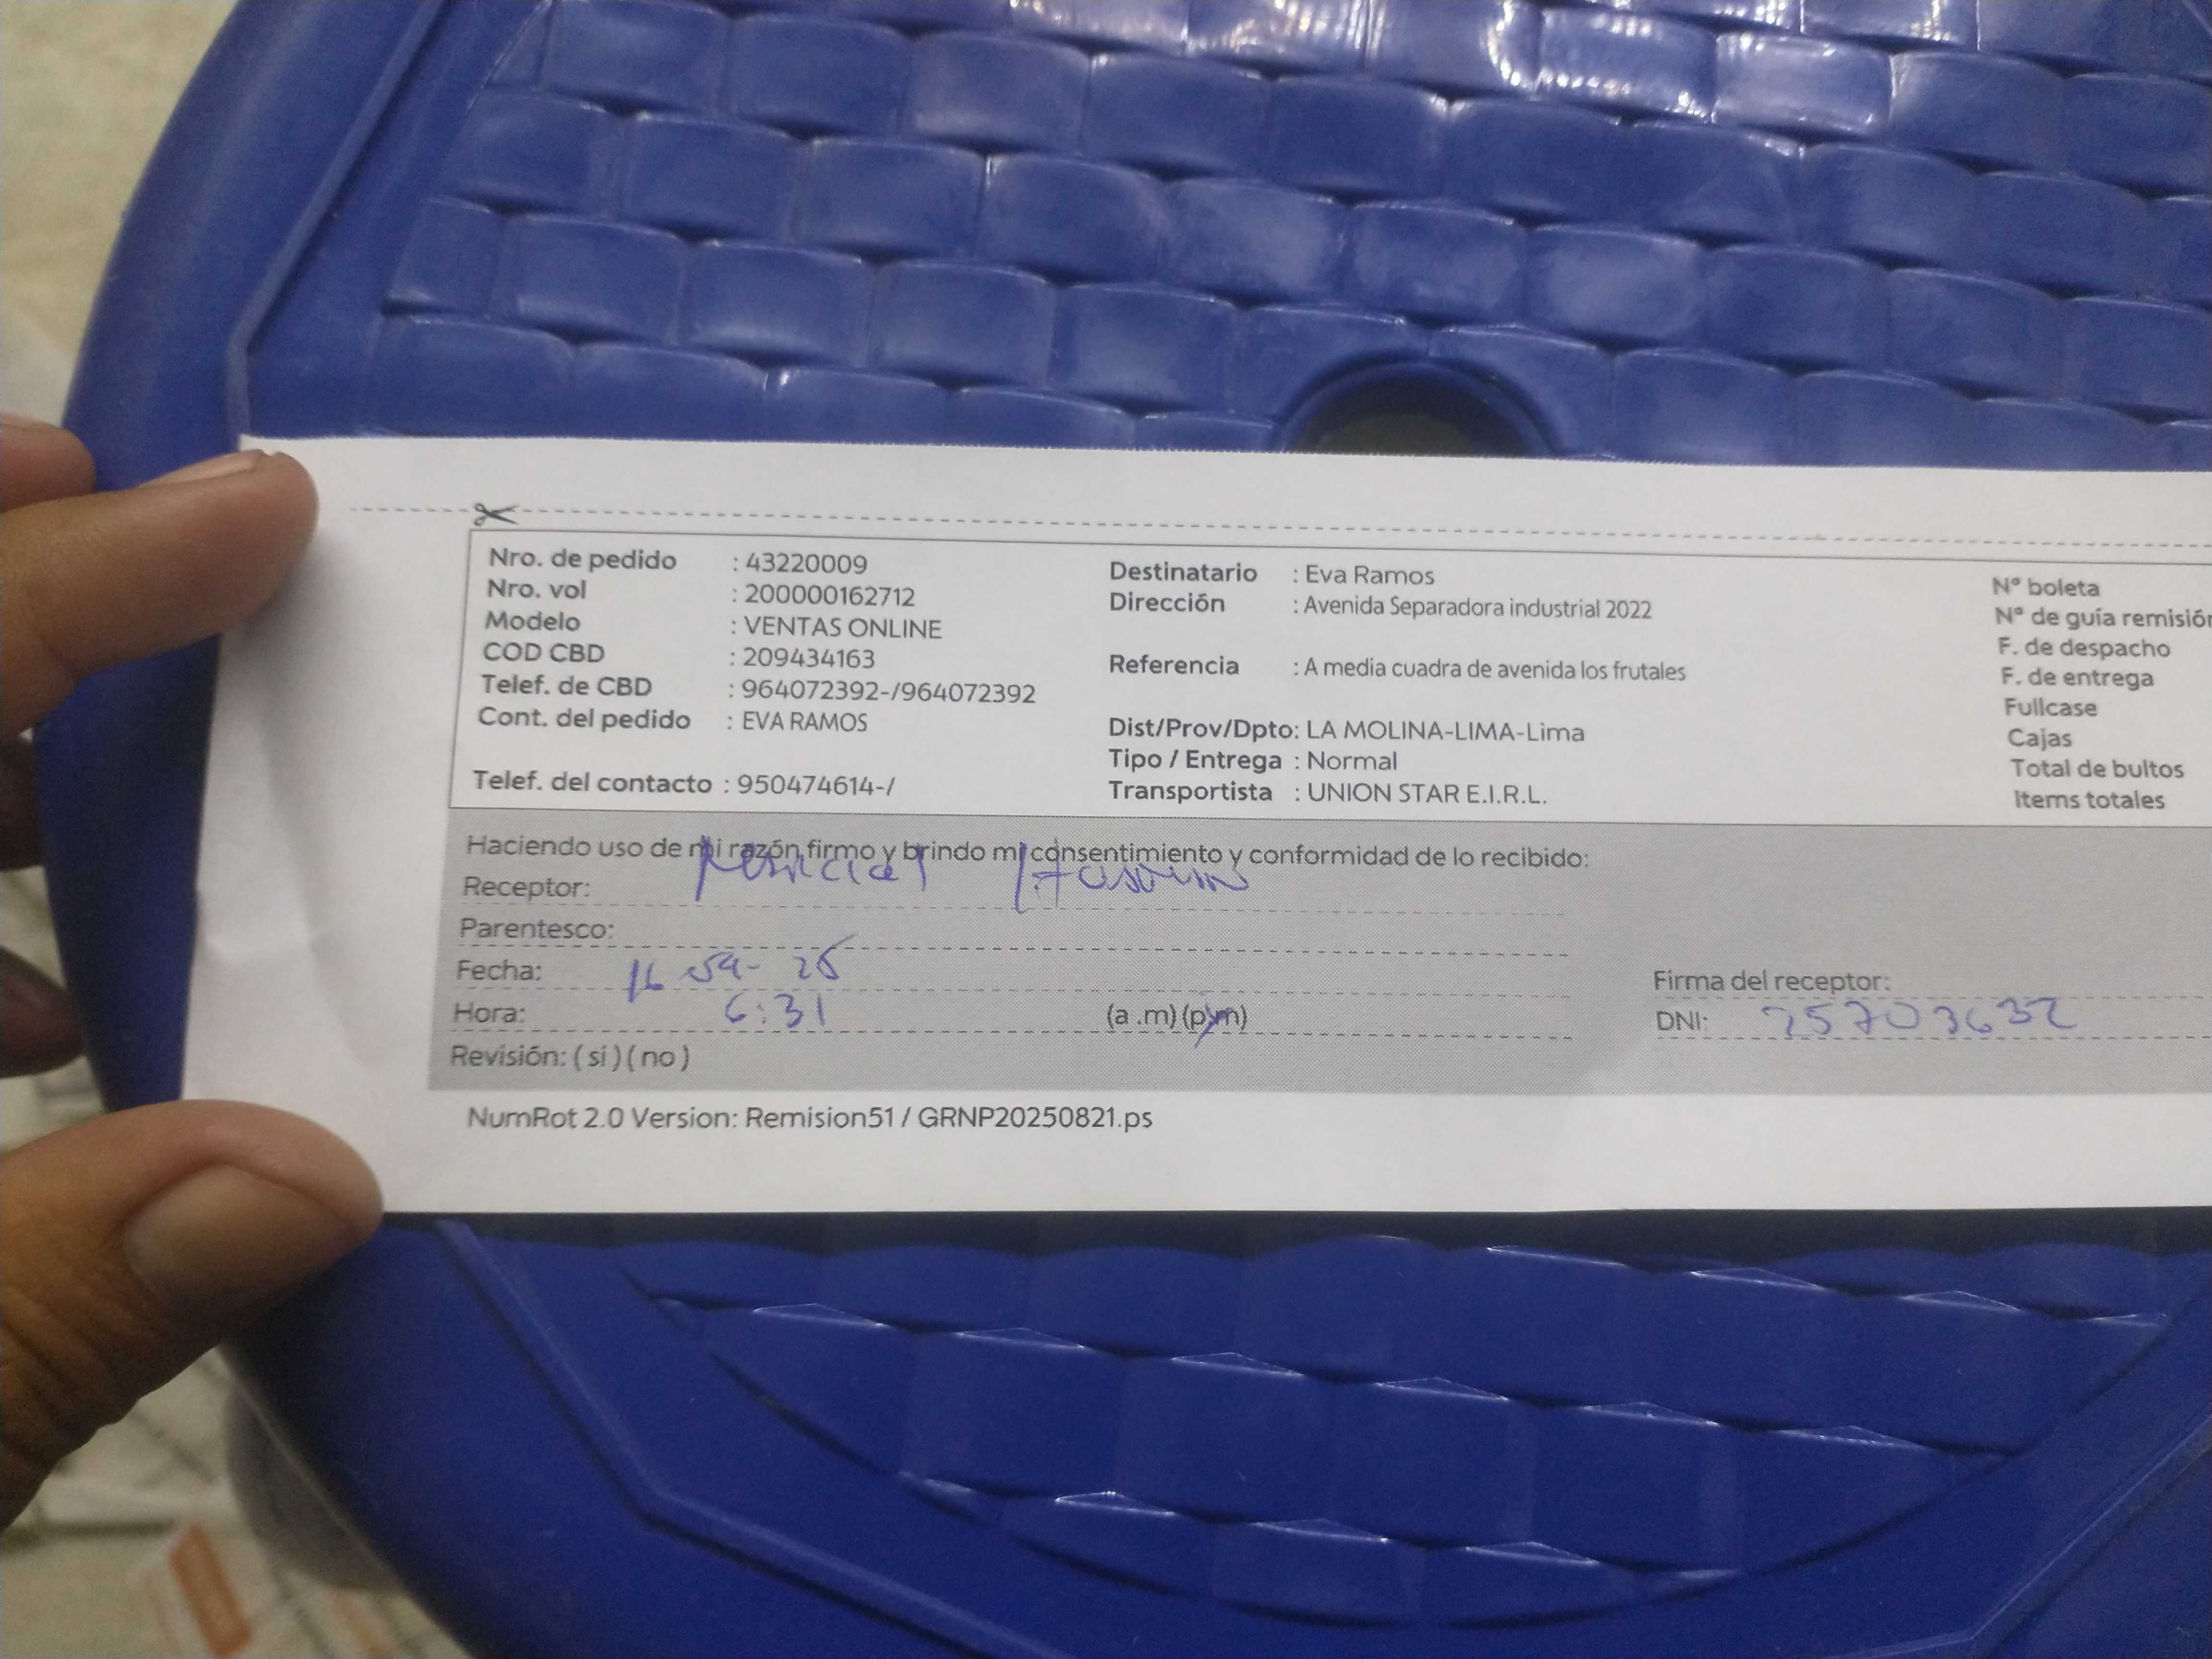 Nro. de pedido : 43220009
Nro. vol : 200000162712
Modelo : VENTAS ONLINE
COD CBD : 209434163
Telef. de CBD : 964072392-/964072392
Cont. del pedido : EVA RAMOS
Telef. del contacto : 950474614-/
Destinatario : Eva Ramos
Dirección : Avenida Separadora industrial 2022
Referencia : A media cuadra de avenida los frutales
Dist/Prov/Dpto: LA MOLINA-LIMA-Lima
Tipo / Entrega : Normal
Transportista : UNION STAR E.I.R.L.
N° boleta
N° de guía remisión
F. de despacho
F. de entrega
Fullcase
Cajas
Total de bultos
Items totales
Haciendo uso de mi razón firmo y brindo mi consentimiento y conformidad de lo recibido:
Receptor:
Parentesco:
Fecha: 16
Hora: 6:31 (a .m) (p.m)
Revisión: ( si ) ( no )
Firma del receptor:
DNI: 25703632
NumRot 2.0 Version: Remision51 / GRNP20250821.ps